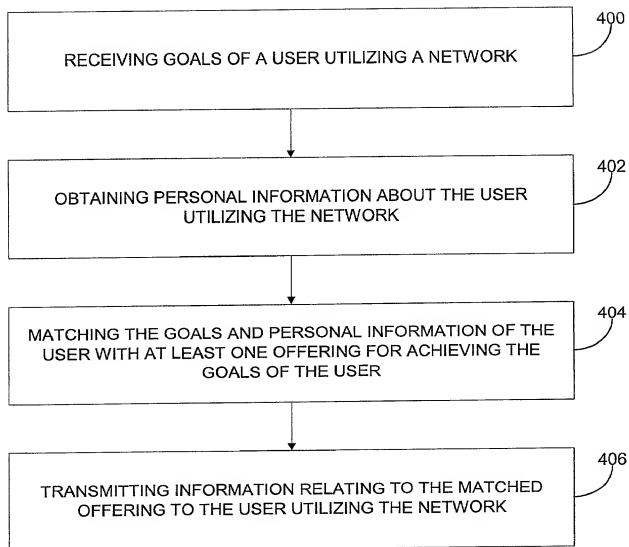 400
RECEIVING GOALS OF A USER UTILIZING A NETWORK
402
OBTAINING PERSONAL INFORMATION ABOUT THE USER
UTILIZING THE NETWORK
404
MATCHING THE GOALS AND PERSONAL INFORMATION OF THE
USER WITH AT LEAST ONE OFFERING FOR ACHIEVING THE
GOALS OF THE USER
406
TRANSMITTING INFORMATION RELATING TO THE MATCHED
OFFERING TO THE USER UTILIZING THE NETWORK